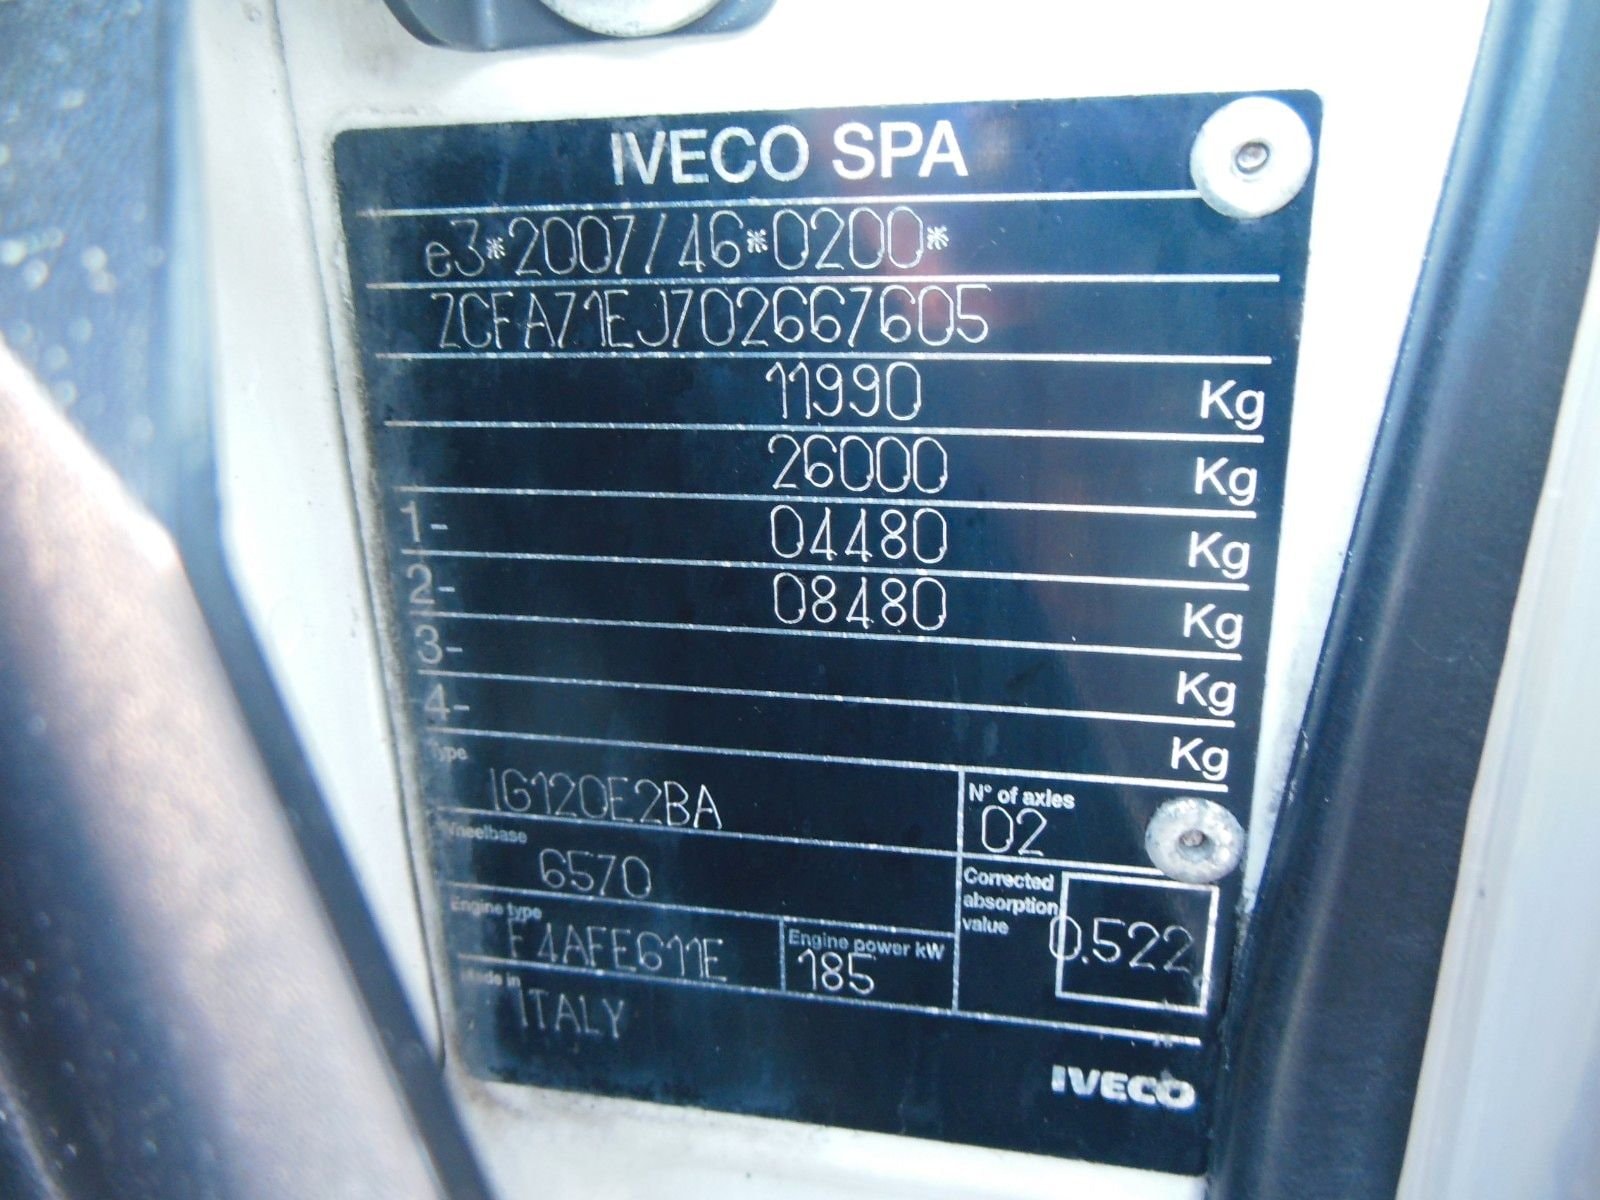 IVECO SPA
e3*2007/46*0200*
ZCFA71EJ702667605
11990 Kg
26000 Kg
1- 04480 Kg
2- 08480 Kg
3- Kg
4- Kg
Type
IG120E2BA
N° of axles
02
Wheelbase
6570
Corrected
absorption
value
0.522
Engine type
F4AFE611E
Engine power kW
185
Made in
ITALY
IVECO